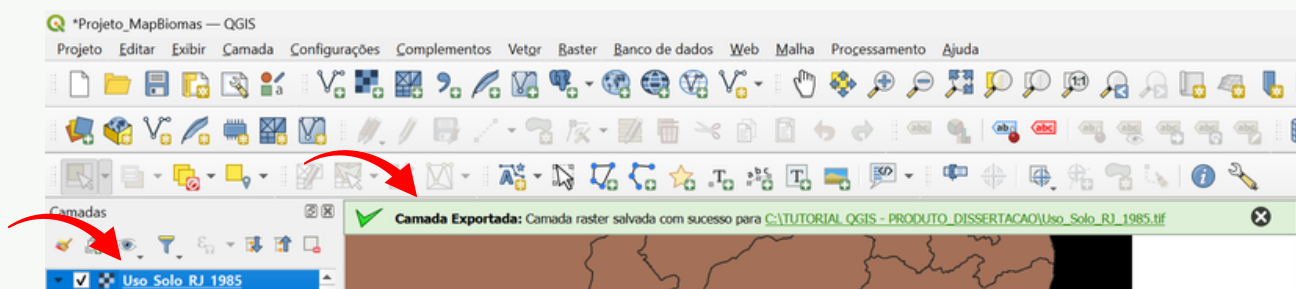 *Projeto_MapBiomas — QGIS
Projeto Editar Exibir Camada Configurações Complementos Vetor Raster Banco de dados Web Malha Processamento Ajuda
Camadas
Camada Exportada: Camada raster salvada com sucesso para C:\TUTORIAL QGIS - PRODUTO_DISSERTACAO\Uso_Solo_RJ_1985.tif
Uso_Solo_RJ_1985